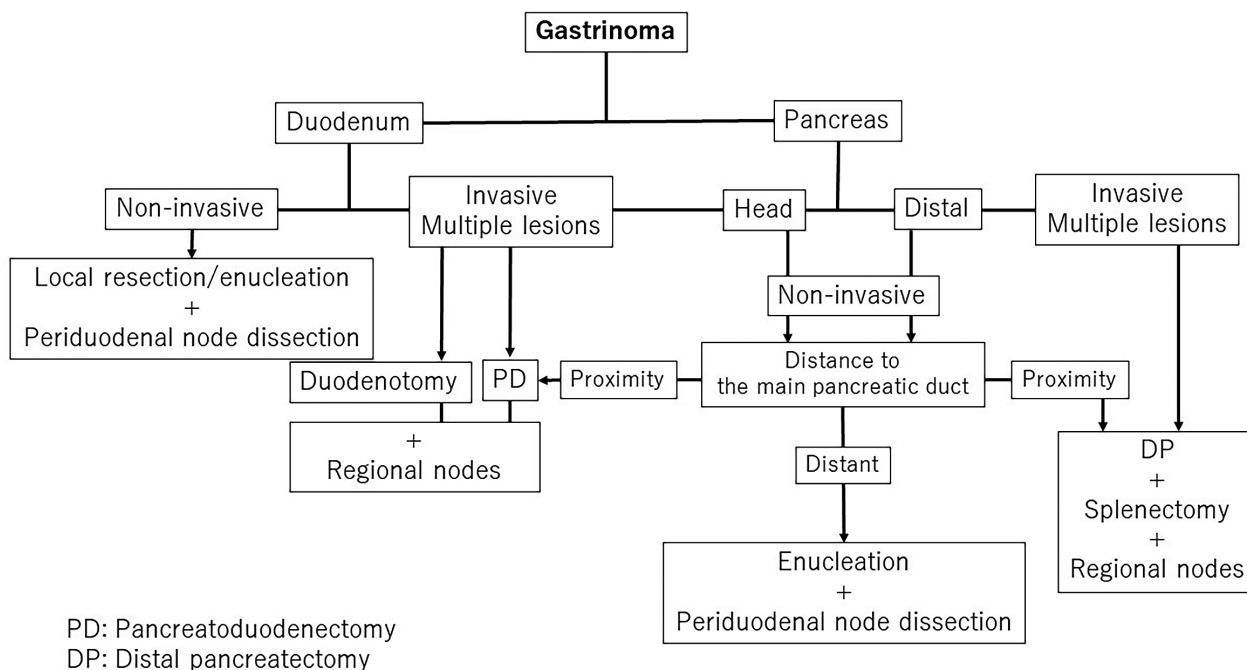 Gastrinoma
Duodenum
Pancreas
Non-invasive
Invasive
Multiple lesions
Head
Distal
Invasive
Multiple lesions
Local resection/enucleation
+
Periduodenal node dissection
Non-invasive
Duodenotomy
PD
Proximity
Distance to
the main pancreatic duct
Proximity
+
Regional nodes
Distant
DP
+
Splenectomy
+
Regional nodes
Enucleation
+
Periduodenal node dissection
PD: Pancreatoduodenectomy
DP: Distal pancreatectomy